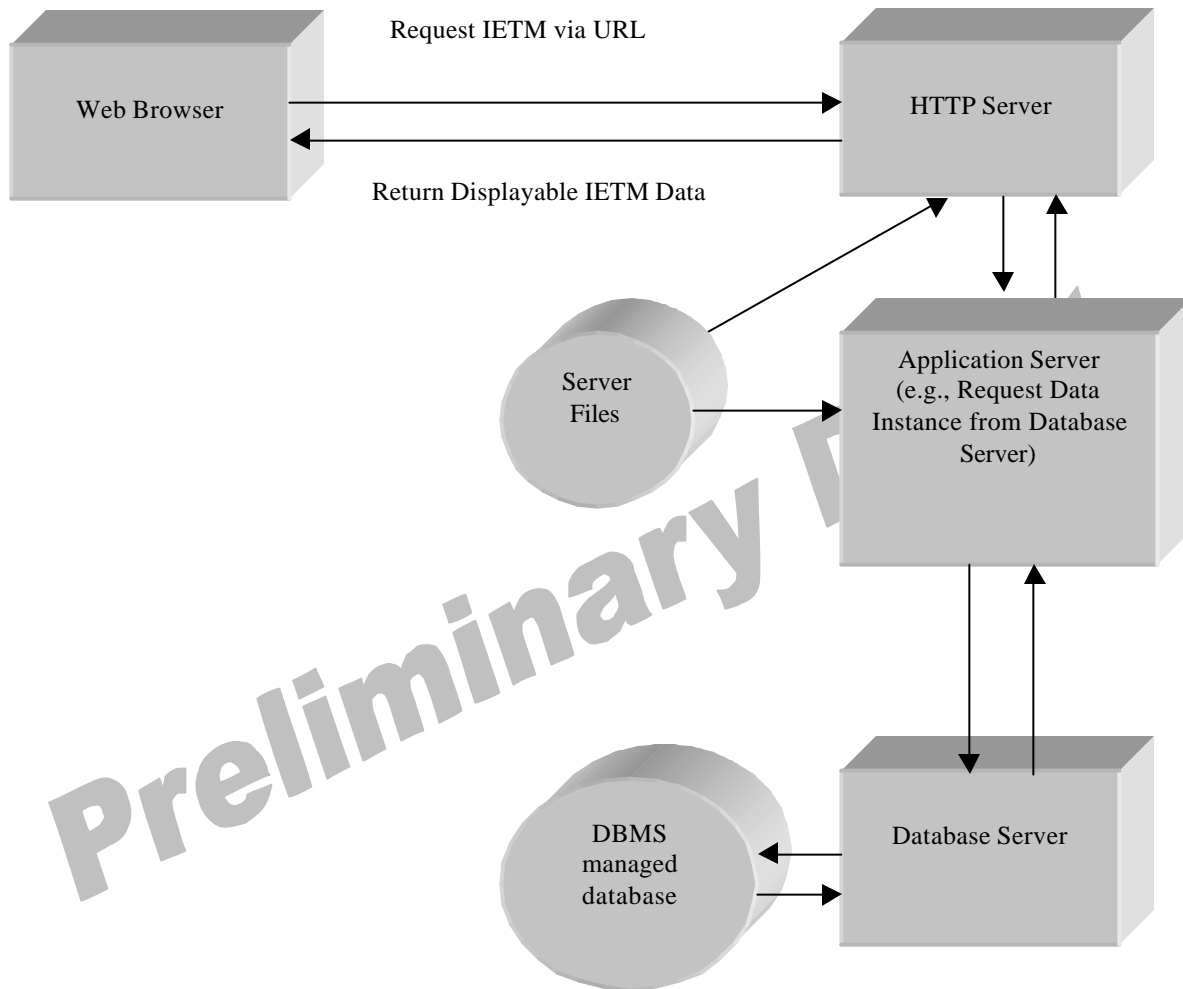 Request IETM via URL
Web Browser
HTTP Server
Return Displayable IETM Data
Server
Files
Application Server
(e.g., Request Data
Instance from Database
Server)
Preliminary
DBMS
managed
database
Database Server